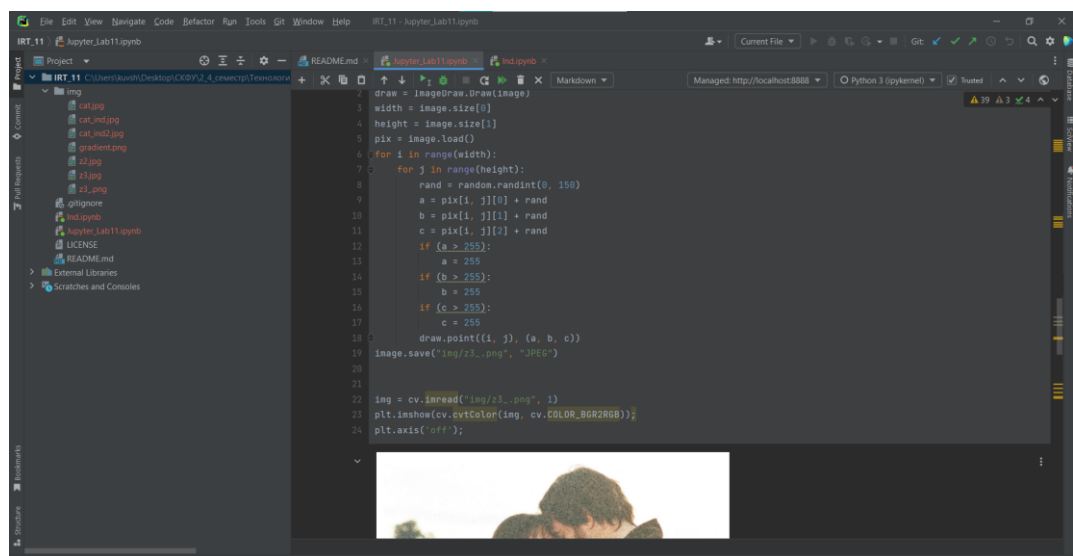 File Edit View Navigate Code Refactor Run Tools Git Window Help IRT_11 - Jupyter_Lab11.ipynb
IRT_11 Jupyter_Lab11.ipynb Current File Git:
Project README.md Jupyter_Lab11.ipynb Ind.ipynb
IRT_11 C:\Users\kuvsh\Desktop\СКФУ\2_4_семестр\Технологи
Markdown Managed: http://localhost:8888 Python 3 (ipykernel) Trusted
39 3 4
img
cat.jpg
cat_ind.jpg
cat_ind2.jpg
gradient.png
z2.jpg
z3.jpg
z3_.png
.gitignore
Ind.ipynb
Jupyter_Lab11.ipynb
LICENSE
README.md
External Libraries
Scratches and Consoles
Project
Commit
Pull Requests
Bookmarks
Structure
Database
SciView
Notifications
2 draw = ImageDraw.Draw(image)
3 width = image.size[0]
4 height = image.size[1]
5 pix = image.load()
6 for i in range(width):
7 for j in range(height):
8 rand = random.randint(0, 150)
9 a = pix[i, j][0] + rand
10 b = pix[i, j][1] + rand
11 c = pix[i, j][2] + rand
12 if (a > 255):
13 a = 255
14 if (b > 255):
15 b = 255
16 if (c > 255):
17 c = 255
18 draw.point((i, j), (a, b, c))
19 image.save("img/z3_.png", "JPEG")
20
21
22 img = cv.imread("img/z3_.png", 1)
23 plt.imshow(cv.cvtColor(img, cv.COLOR_BGR2RGB));
24 plt.axis("off");